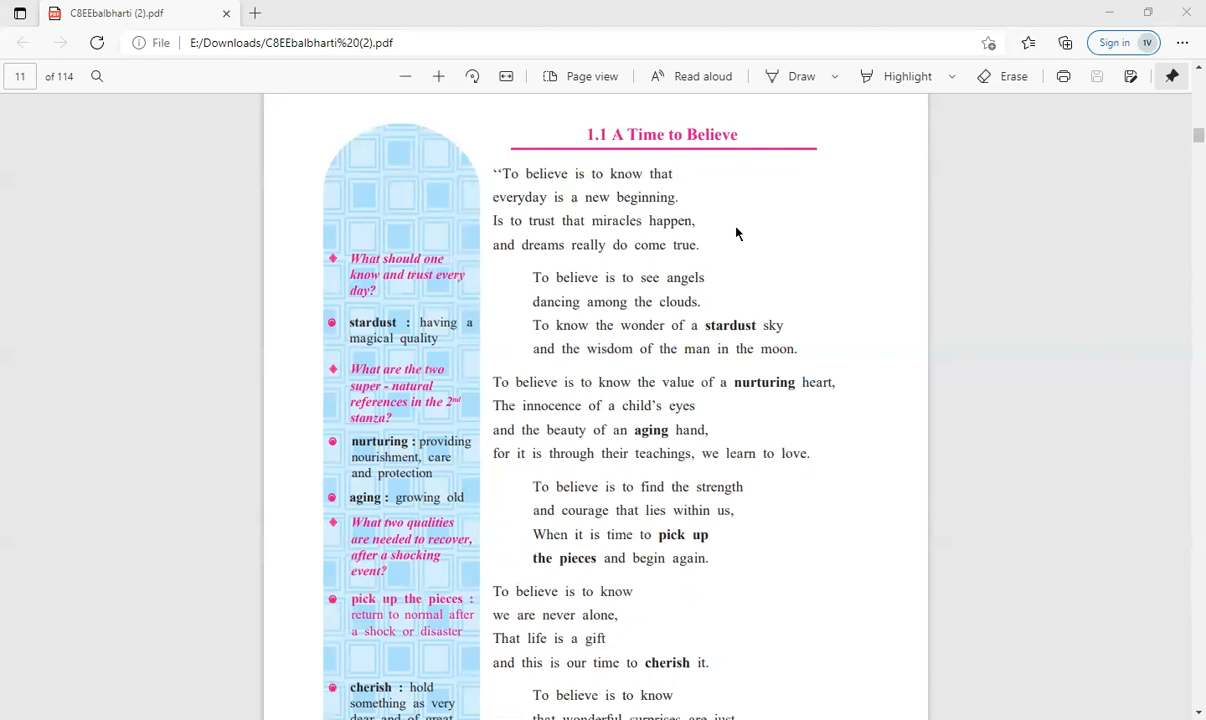 C8EEbalbharti (2).pdf
File
E:/Downloads/C8EEbalbharti%20(2).pdf
Sign in
1V
11 of 114
Page view
Read aloud
Draw
Highlight
Erase
1.1 A Time to Believe
‘‘To believe is to know that
everyday is a new beginning.
Is to trust that miracles happen,
and dreams really do come true.
To believe is to see angels
dancing among the clouds.
To know the wonder of a stardust sky
and the wisdom of the man in the moon.
To believe is to know the value of a nurturing heart,
The innocence of a child's eyes
and the beauty of an aging hand,
for it is through their teachings, we learn to love.
To believe is to find the strength
and courage that lies within us,
When it is time to pick up
the pieces and begin again.
To believe is to know
we are never alone,
That life is a gift
and this is our time to cherish it.
To believe is to know
that wonderful surprises are just
What should one
know and trust every
day?
stardust : having a
magical quality
What are the two
super - natural
references in the 2nd
stanza?
nurturing : providing
nourishment, care
and protection
aging : growing old
What two qualities
are needed to recover,
after a shocking
event?
pick up the pieces :
return to normal after
a shock or disaster
cherish : hold
something as very
dear and of great